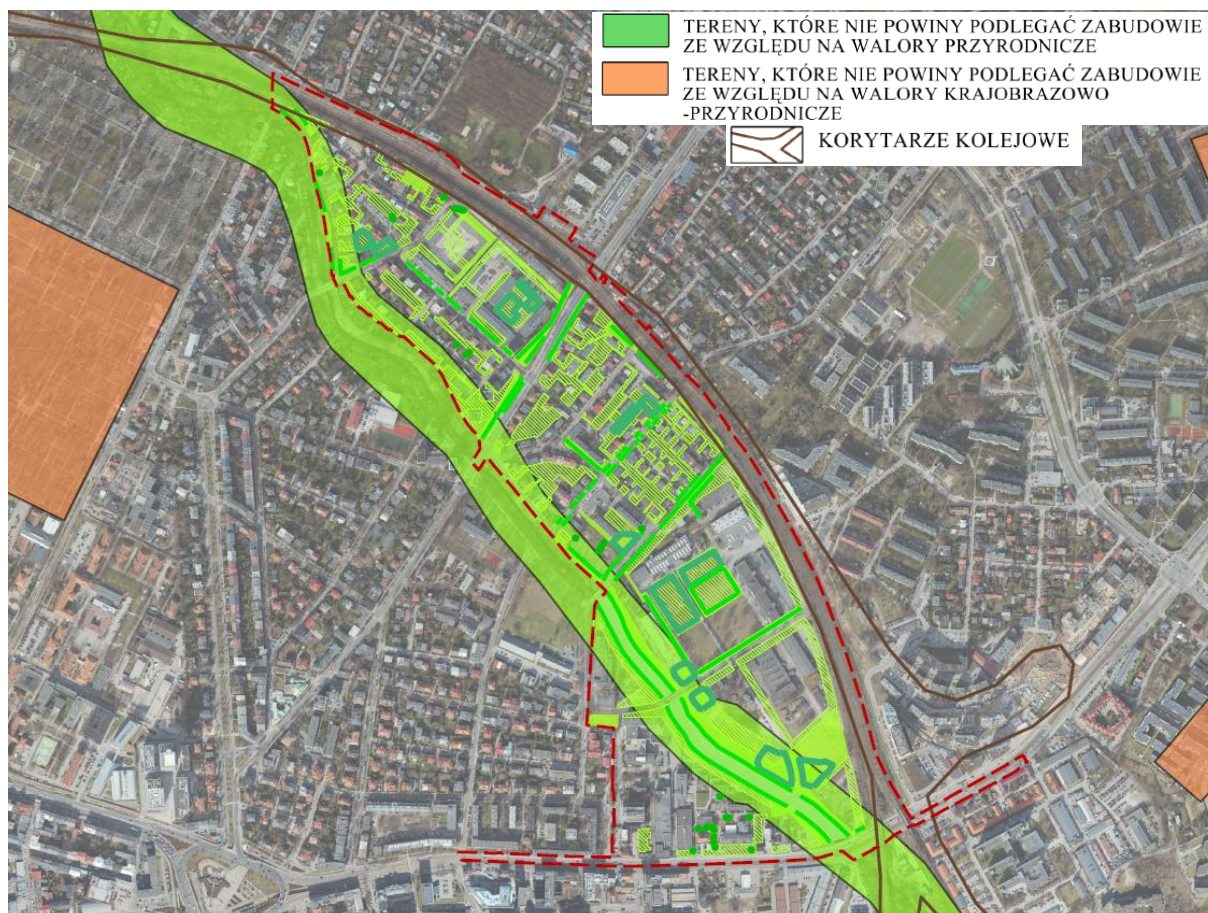 TERENY, KTÓRE NIE POWINY PODLEGAĆ ZABUDOWIE
ZE WZGLĘDU NA WALORY PRZYRODNICZE
TERENY, KTÓRE NIE POWINY PODLEGAĆ ZABUDOWIE
ZE WZGLĘDU NA WALORY KRAJOBRAZOWO
-PRZYRODNICZE
KORYTARZE KOLEJOWE